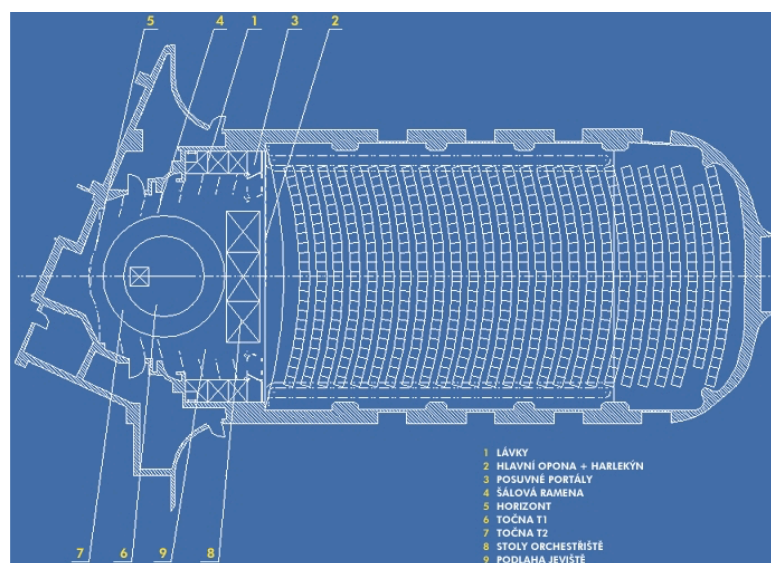 5 4 1 3 2
1 LÁVKY
2 HLAVNÍ OPONA + HARLEKÝN
3 POSUVNÉ PORTÁLY
4 ŠÁLOVÁ RAMENA
5 HORIZONT
6 TOČNA T1
7 TOČNA T2
8 STOLY ORCHESTŘIŠTĚ
9 PODLAHA JEVIŠTĚ
7 6 9 8